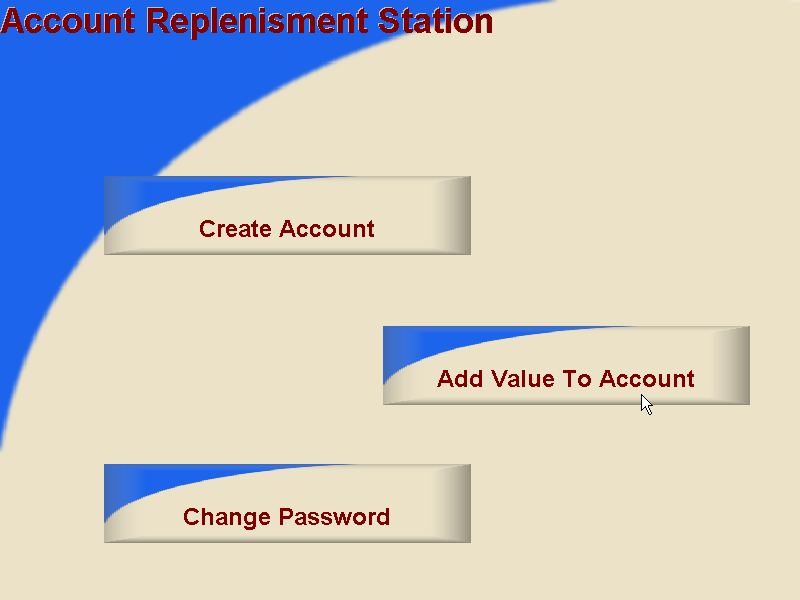 Account Replenisment Station
Create Account
Add Value To Account
Change Password